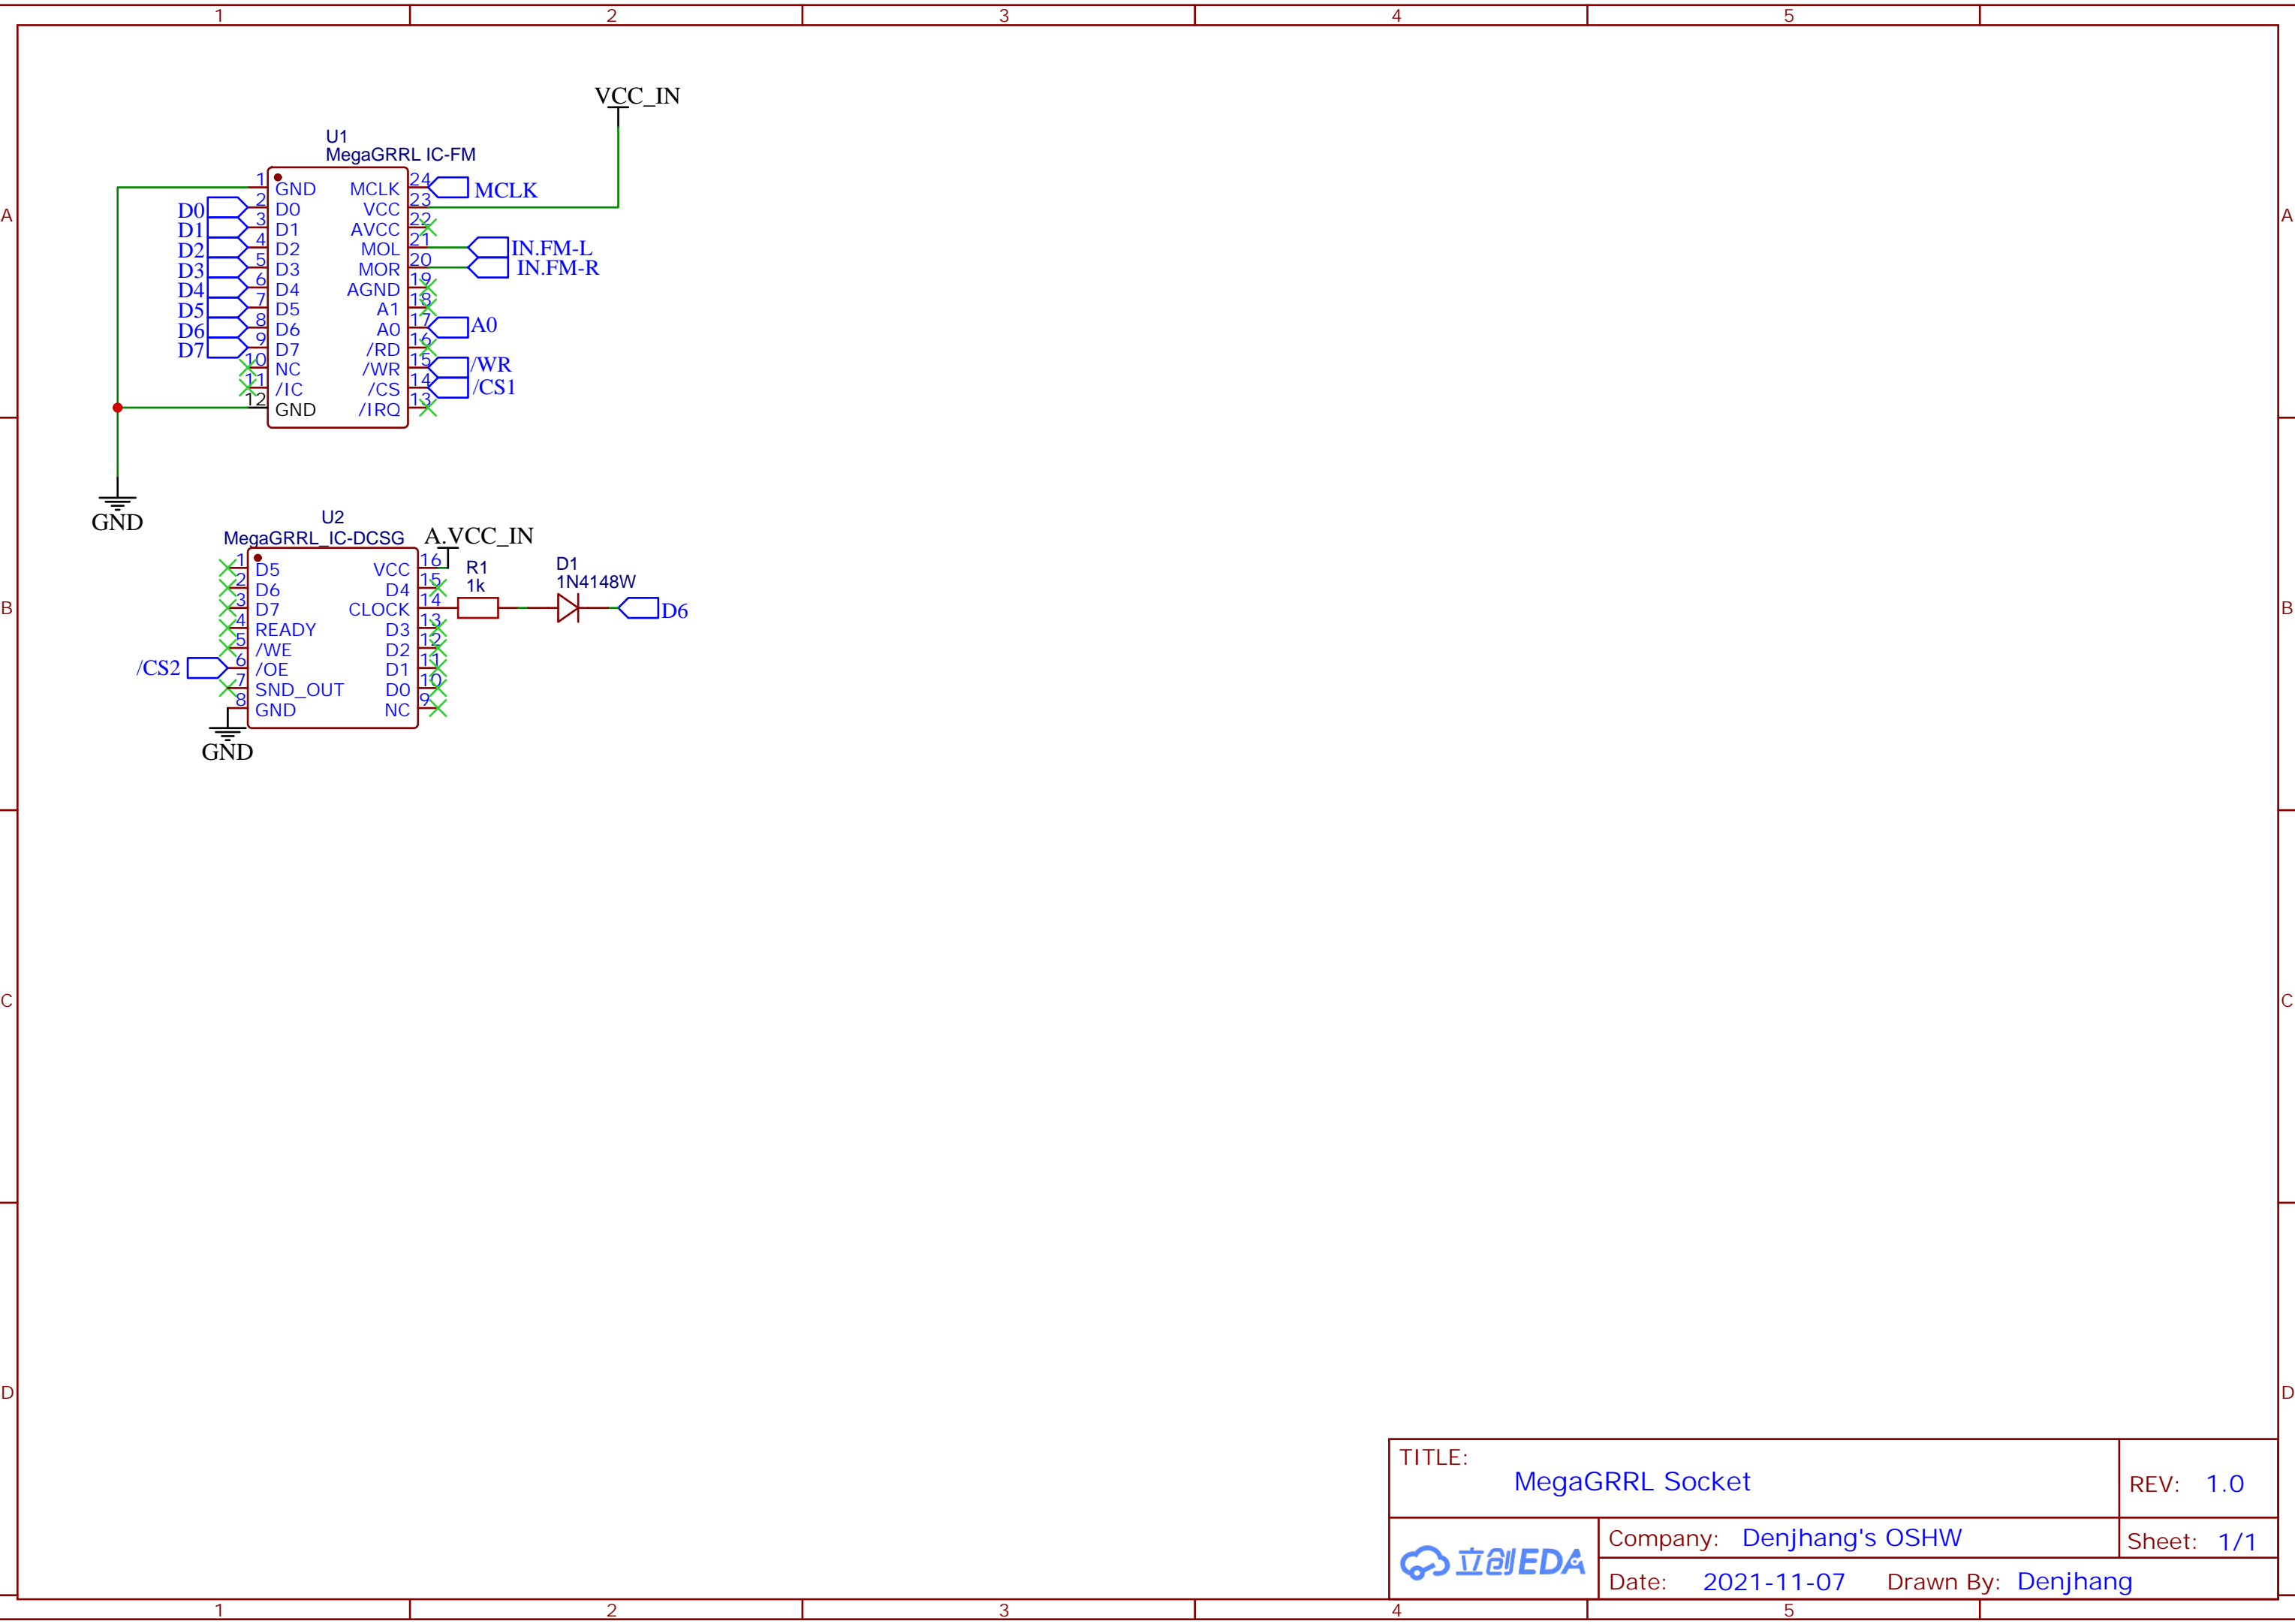 1 2 3 4 5
VCC_IN
U1
MegaGRRL IC-FM
1 GND MCLK 24 MCLK
D0 2 D0 VCC 23
D1 3 D1 AVCC 22
D2 4 D2 MOL 21 IN.FM-L
D3 5 D3 MOR 20 IN.FM-R
D4 6 D4 AGND 19
D5 7 D5 A1 18
D6 8 D6 A0 17 A0
D7 9 D7 /RD 16
10 NC /WR 15 /WR
11 /IC /CS 14 /CS1
12 GND /IRQ 13
A A
GND
U2
MegaGRRL_IC-DCSG
A.VCC_IN
1 D5 VCC 16
2 D6 D4 15
3 D7 CLOCK 14
R1
1k
D1
1N4148W
D6
4 READY D3 13
5 /WE D2 12
/CS2 6 /OE D1 11
7 SND_OUT D0 10
8 GND NC 9
GND
B B
C C
D D
TITLE:
MegaGRRL Socket
REV: 1.0
立创EDA
Company: Denjhang's OSHW
Sheet: 1/1
Date: 2021-11-07 Drawn By: Denjhang
1 2 3 4 5